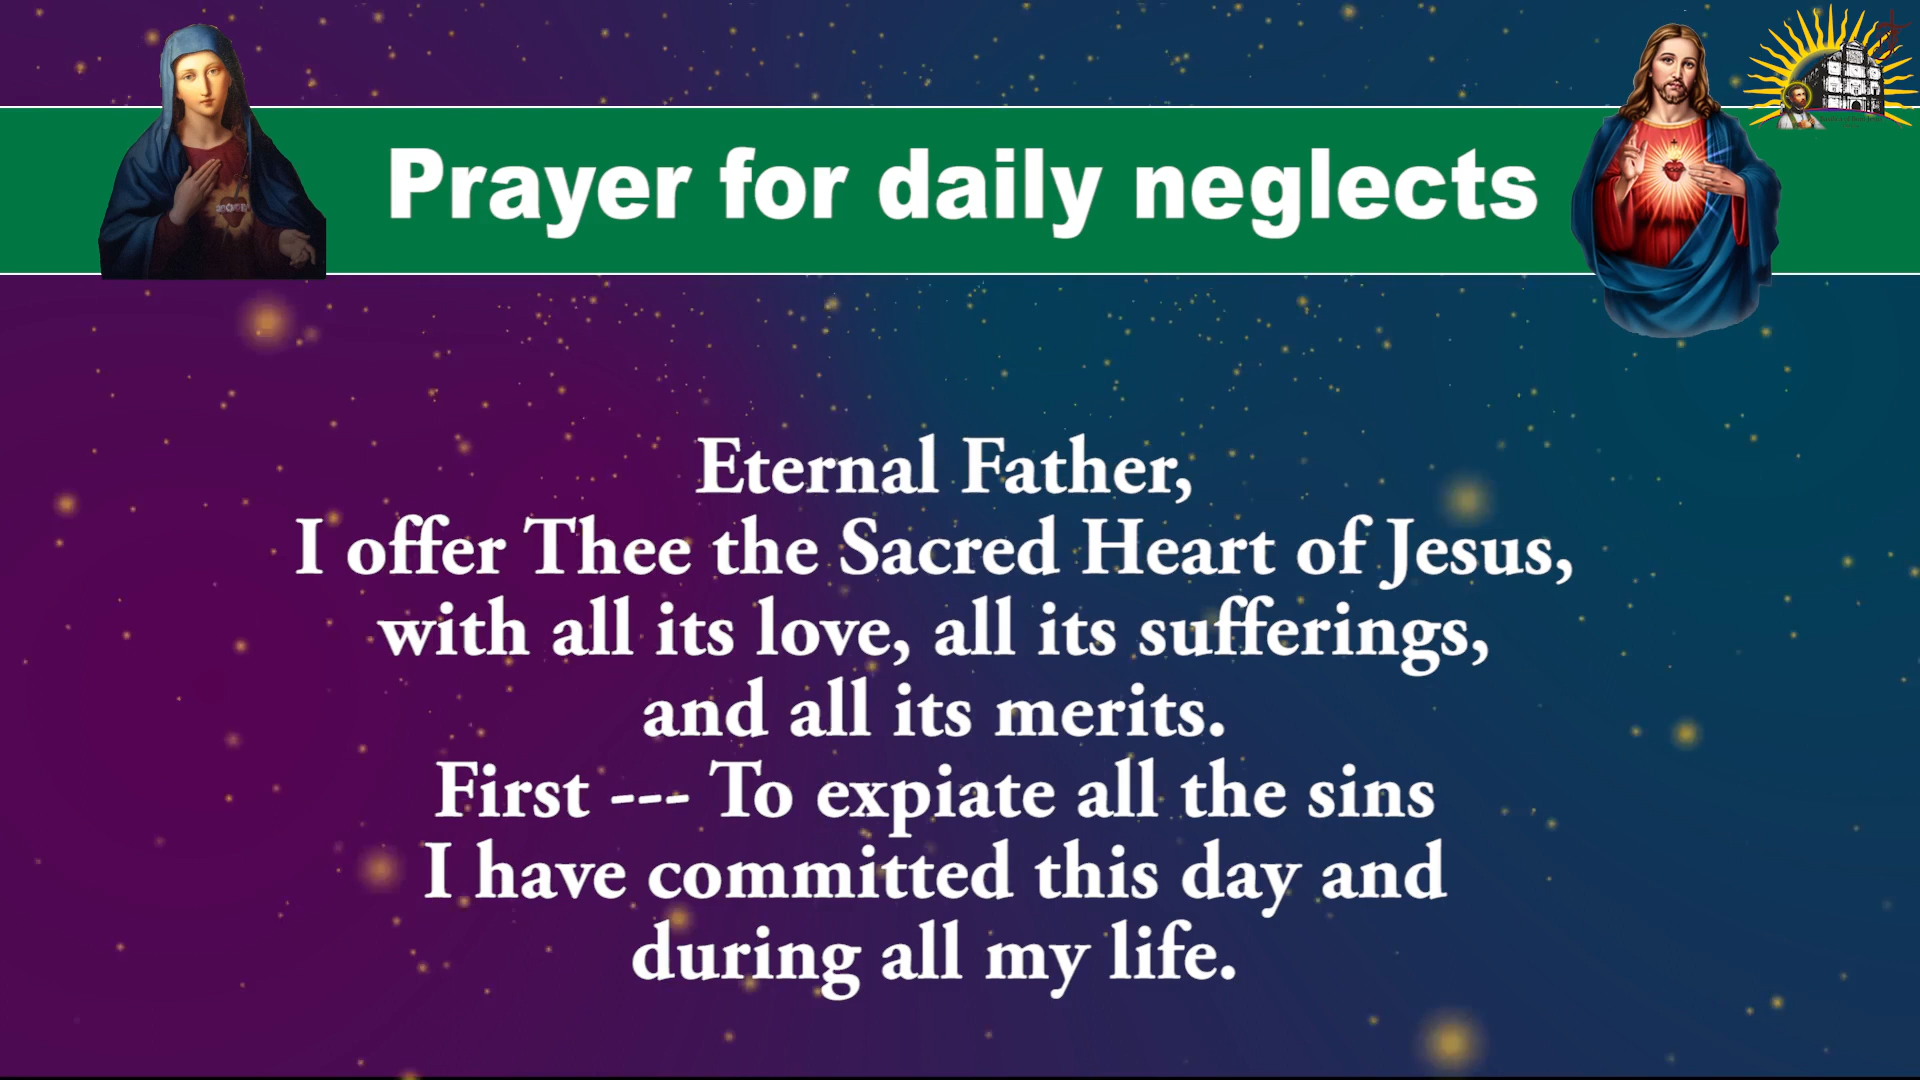 Prayer for daily neglects
Eternal Father,
I offer Thee the Sacred Heart of Jesus,
with all its love, all its sufferings,
and all its merits.
First --- To expiate all the sins
I have committed this day and
during all my life.